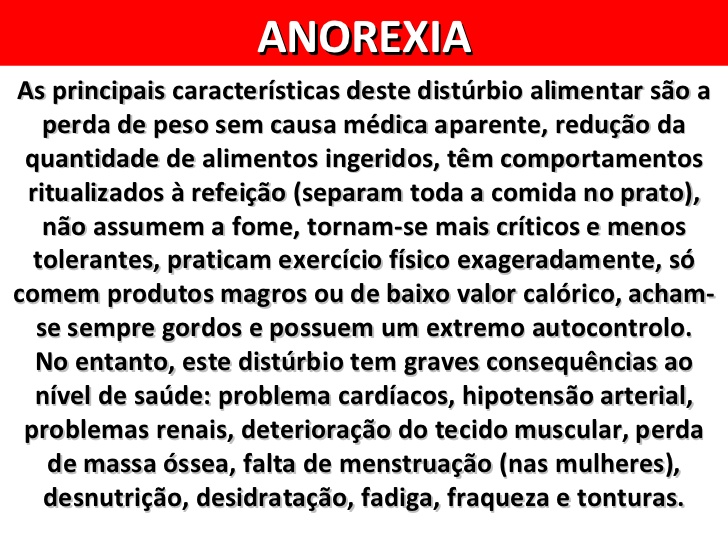 ANOREXIA
As principais características deste distúrbio alimentar são a
perda de peso sem causa médica aparente, redução da
quantidade de alimentos ingeridos, têm comportamentos
ritualizados à refeição (separam toda a comida no prato),
não assumem a fome, tornam-se mais críticos e menos
tolerantes, praticam exercício físico exageradamente, só
comem produtos magros ou de baixo valor calórico, acham-
se sempre gordos e possuem um extremo autocontrolo.
No entanto, este distúrbio tem graves consequências ao
nível de saúde: problema cardíacos, hipotensão arterial,
problemas renais, deterioração do tecido muscular, perda
de massa óssea, falta de menstruação (nas mulheres),
desnutrição, desidratação, fadiga, fraqueza e tonturas.